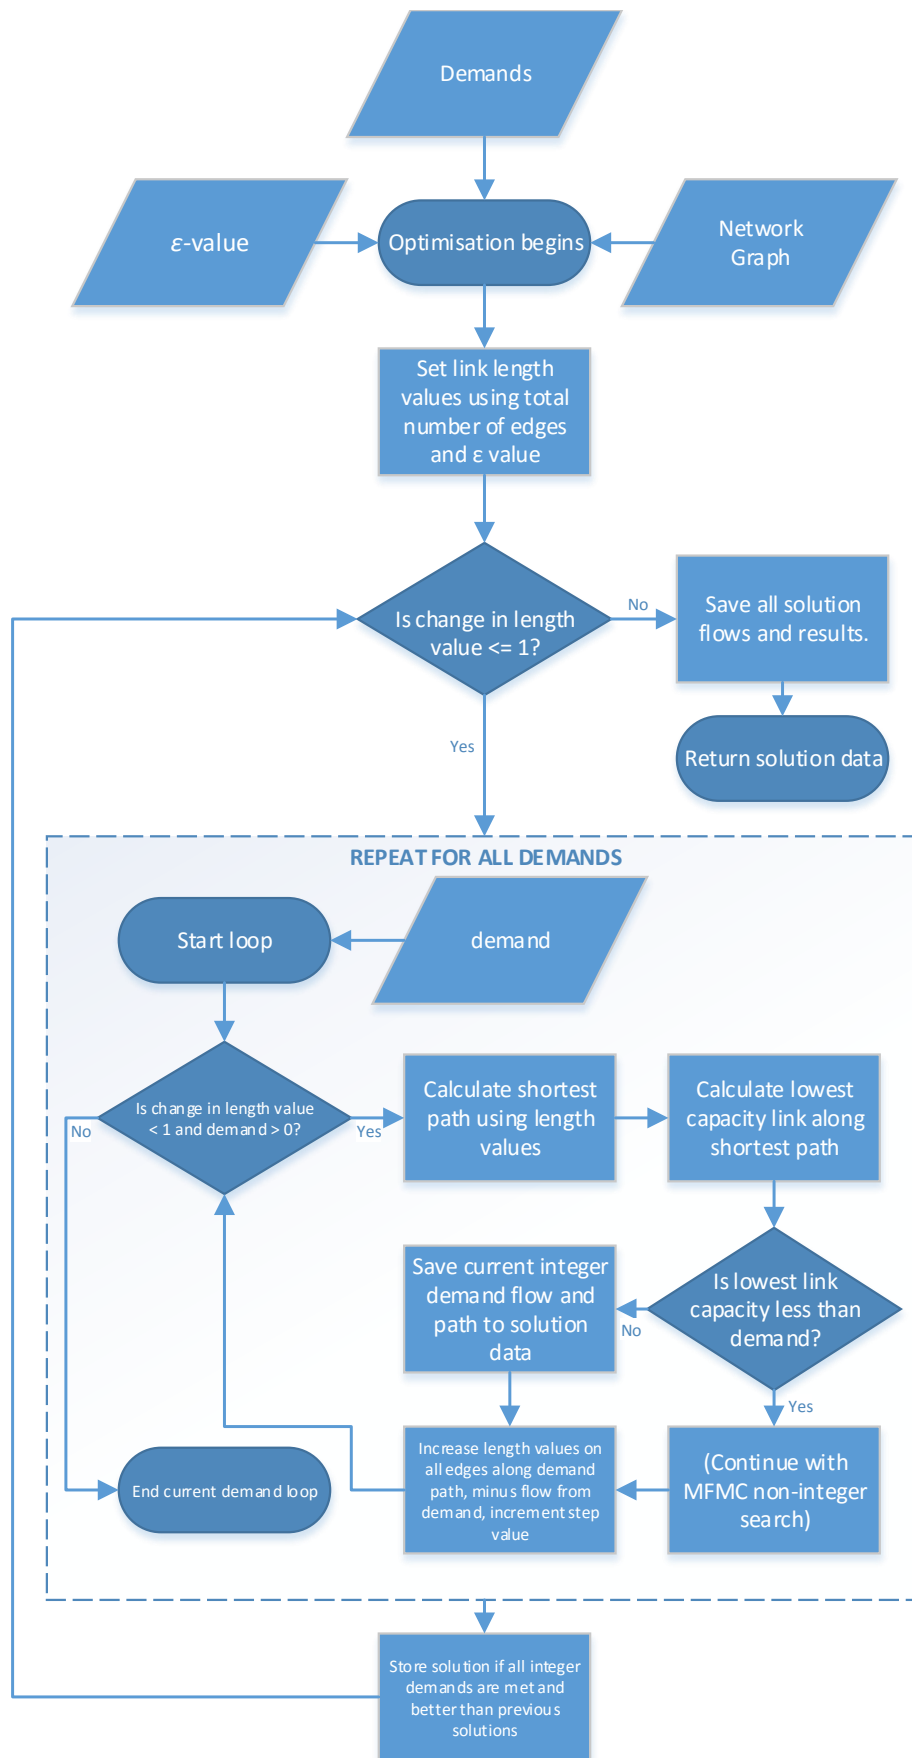 Demands
ε-value
Optimisation begins
Network
Graph
Set link length
values using total
number of edges
and ε value
Is change in length
value <= 1?
No
Save all solution
flows and results.
Yes
Return solution data
REPEAT FOR ALL DEMANDS
Start loop
demand
Is change in length value
< 1 and demand > 0?
No
Yes
Calculate shortest
path using length
values
Calculate lowest
capacity link along
shortest path
Save current integer
demand flow and
path to solution
data
Is lowest link
capacity less than
demand?
No
Yes
End current demand loop
Increase length values on
all edges along demand
path, minus flow from
demand, increment step
value
(Continue with
MFMC non-integer
search)
Store solution if all integer
demands are met and
better than previous
solutions